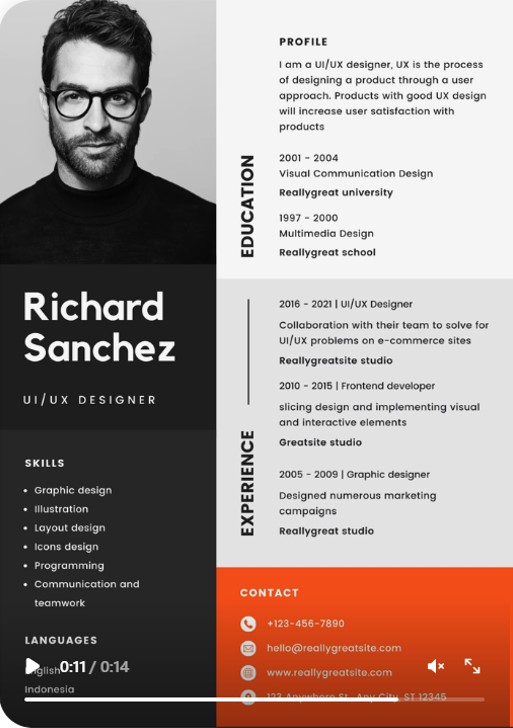 Richard
Sanchez
UI/UX DESIGNER
SKILLS
• Graphic design
• Illustration
• Layout design
• Icons design
• Programming
• Communication and
teamwork
LANGUAGES
English
Indonesia
0:11 / 0:14
PROFILE
I am a UI/UX designer, UX is the process
of designing a product through a user
approach. Products with good UX design
will increase user satisfaction with
products
EDUCATION
2001 - 2004
Visual Communication Design
Reallygreat university
1997 - 2000
Multimedia Design
Reallygreat school
EXPERIENCE
2016 - 2021 | UI/UX Designer
Collaboration with their team to solve for
UI/UX problems on e-commerce sites
Reallygreatsite studio
2010 - 2015 | Frontend developer
slicing design and implementing visual
and interactive elements
Greatsite studio
2005 - 2009 | Graphic designer
Designed numerous marketing
campaigns
Reallygreat studio
CONTACT
+123-456-7890
hello@reallygreatsite.com
www.reallygreatsite.com
123 Anywhere St., Any City, ST 12345